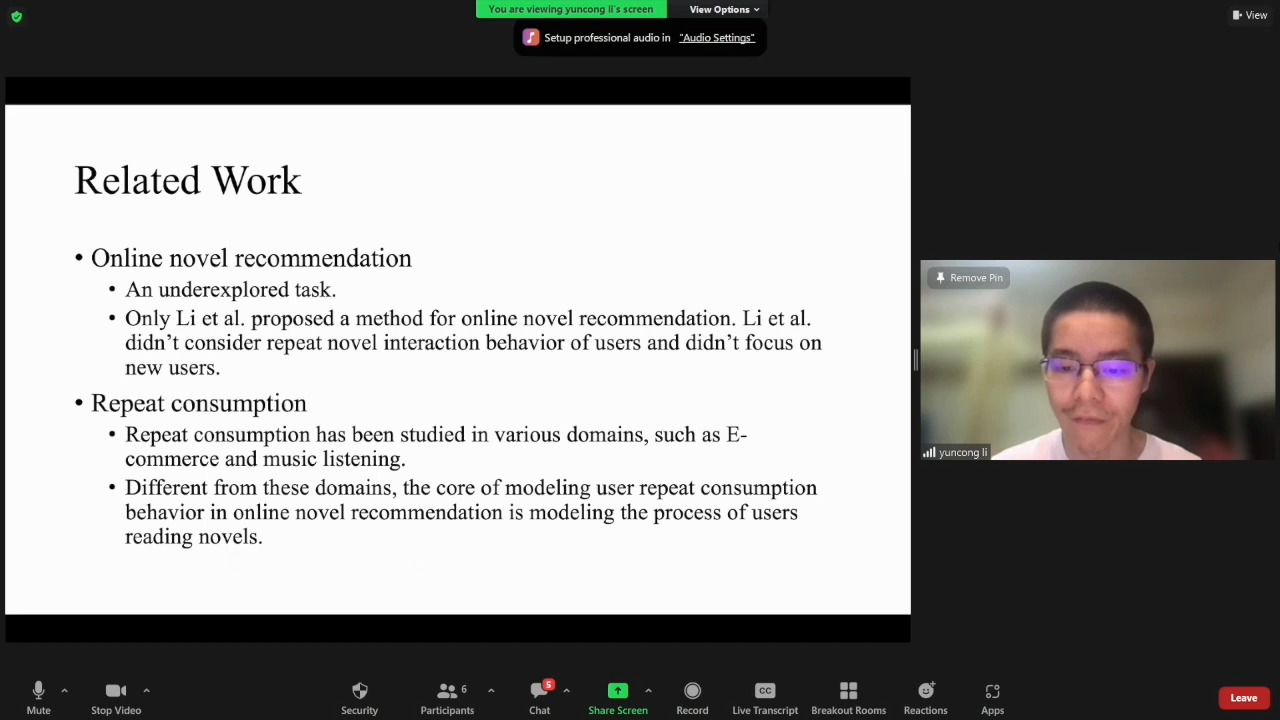 You are viewing yuncong li's screen
View Options
View
Setup professional audio in "Audio Settings"
Related Work
• Online novel recommendation
• An underexplored task.
• Only Li et al. proposed a method for online novel recommendation. Li et al.
didn’t consider repeat novel interaction behavior of users and didn’t focus on
new users.
• Repeat consumption
• Repeat consumption has been studied in various domains, such as E-
commerce and music listening.
• Different from these domains, the core of modeling user repeat consumption
behavior in online novel recommendation is modeling the process of users
reading novels.
Remove Pin
yuncong li
Mute
Stop Video
Security
Participants
6
Chat
5
Share Screen
Record
CC
Live Transcript
Breakout Rooms
Reactions
Apps
Leave